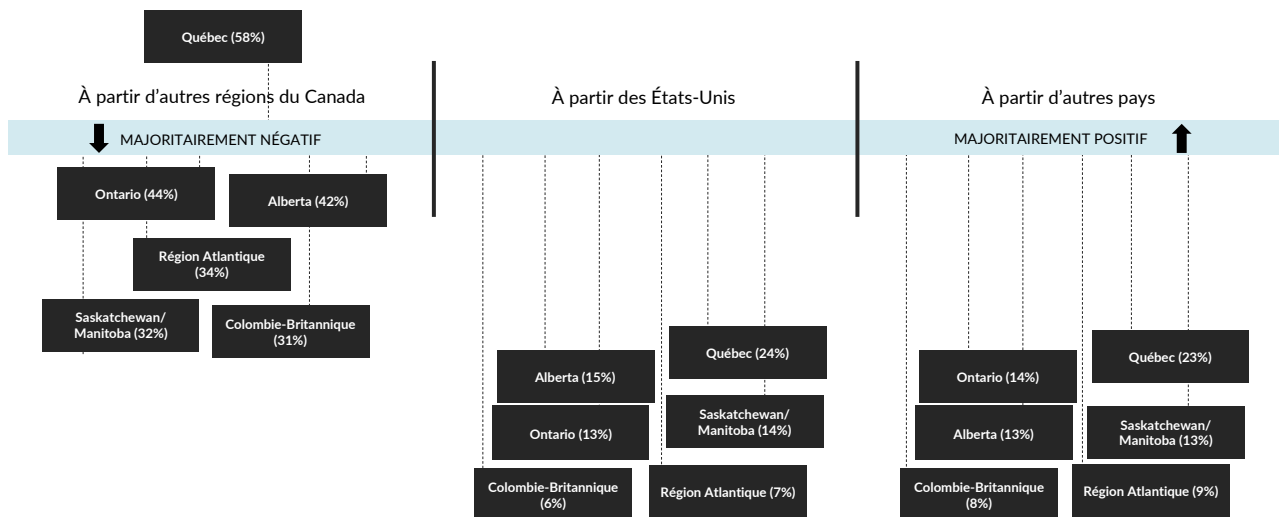 Québec (58%)
À partir d’autres régions du Canada
MAJORITAIREMENT NÉGATIF
Ontario (44%)
Alberta (42%)
Région Atlantique
(34%)
Saskatchewan/
Manitoba (32%)
Colombie-Britannique
(31%)
À partir des États-Unis
Québec (24%)
Alberta (15%)
Saskatchewan/
Manitoba (14%)
Ontario (13%)
Colombie-Britannique
(6%)
Région Atlantique (7%)
À partir d’autres pays
MAJORITAIREMENT POSITIF
Québec (23%)
Ontario (14%)
Alberta (13%)
Saskatchewan/
Manitoba (13%)
Colombie-Britannique
(8%)
Région Atlantique (9%)